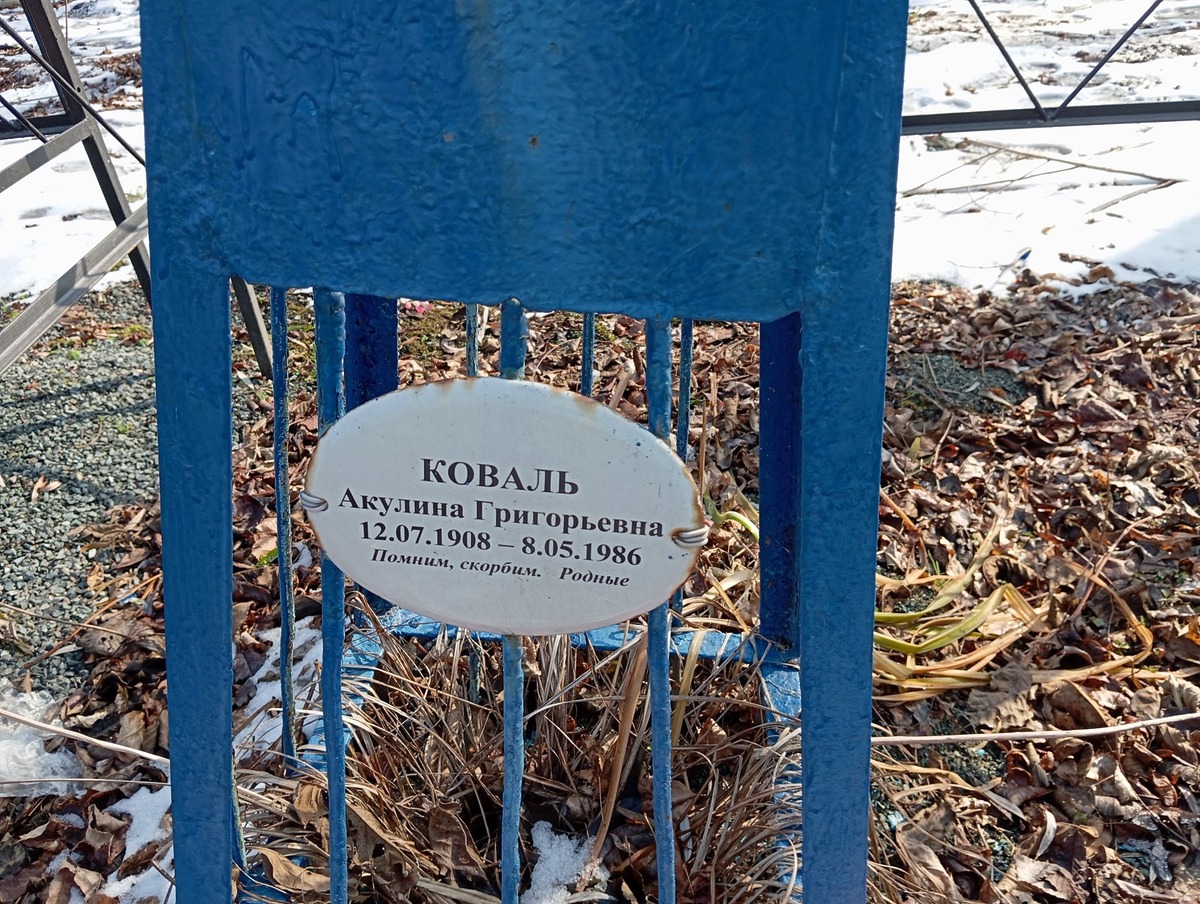 КОВАЛЬ
Акулина Григорьевна
12.07.1908 – 8.05.1986
Помним, скорбим. Родные